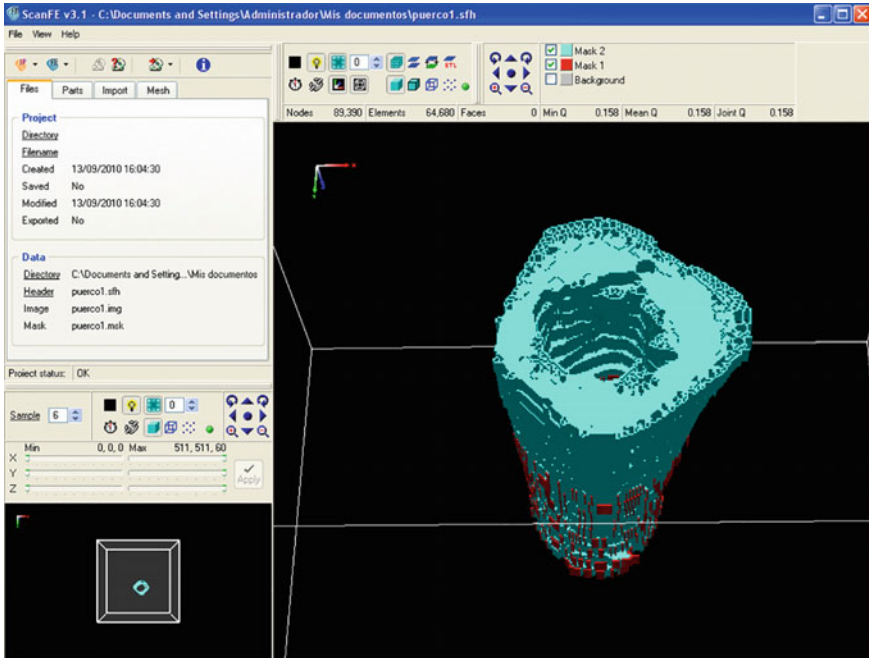 ScanFE v3.1 - C:\Documents and Settings\Administrador\Mis documentos\puerco1.sfh
File View Help
0
ETL
Mask 2
Mask 1
Background
Files Parts Import Mesh
Nodes 89,390 Elements 64,680 Faces 0 Min Q 0.158 Mean Q 0.158 Joint Q 0.158
Project
Directory
Filename
Created 13/09/2010 16:04:30
Saved No
Modified 13/09/2010 16:04:30
Exported No
Data
Directory C:\Documents and Setting...\Mis documentos
Header puerco1.sfh
Image puerco1.img
Mask puerco1.msk
Project status: OK
Sample 6
0
Min 0, 0, 0 Max 511, 511, 60
X
Y
Z
Apply